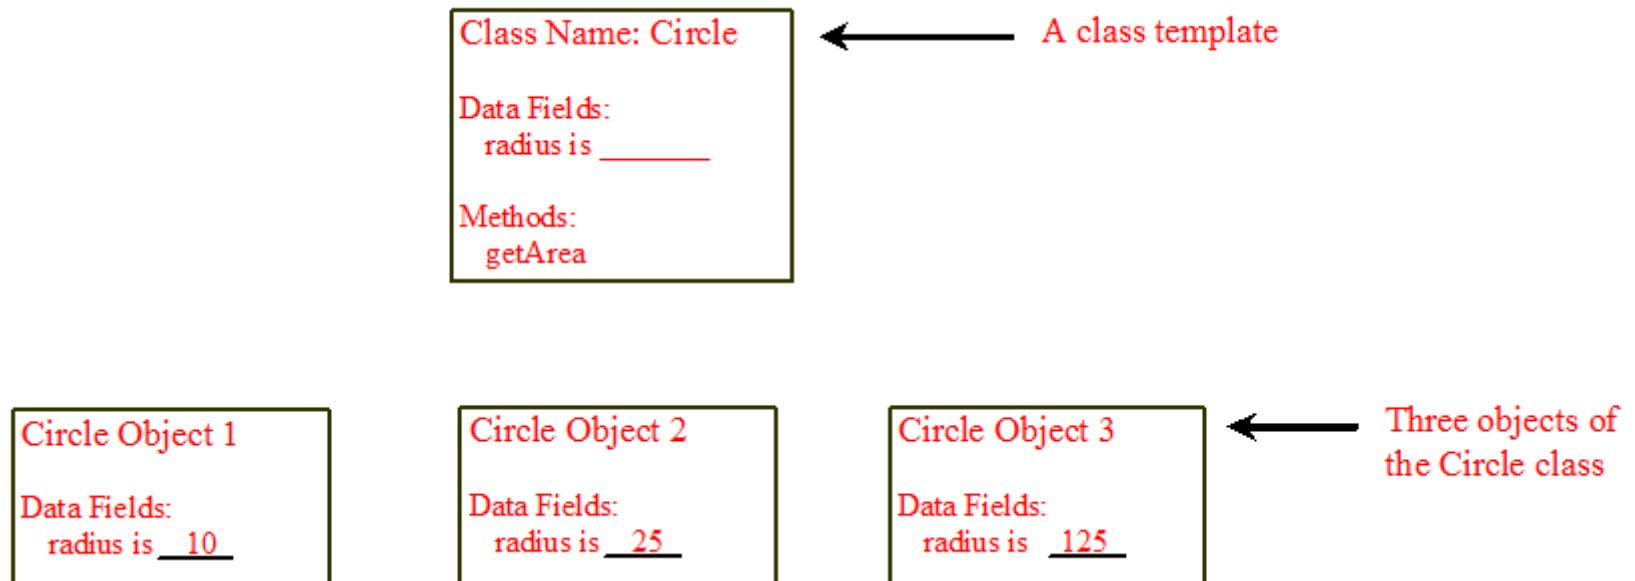 Class Name: Circle
A class template
Data Fields:
radius is _______
Methods:
getArea
Circle Object 1
Data Fields:
radius is 10
Circle Object 2
Data Fields:
radius is 25
Circle Object 3
Data Fields:
radius is 125
Three objects of
the Circle class